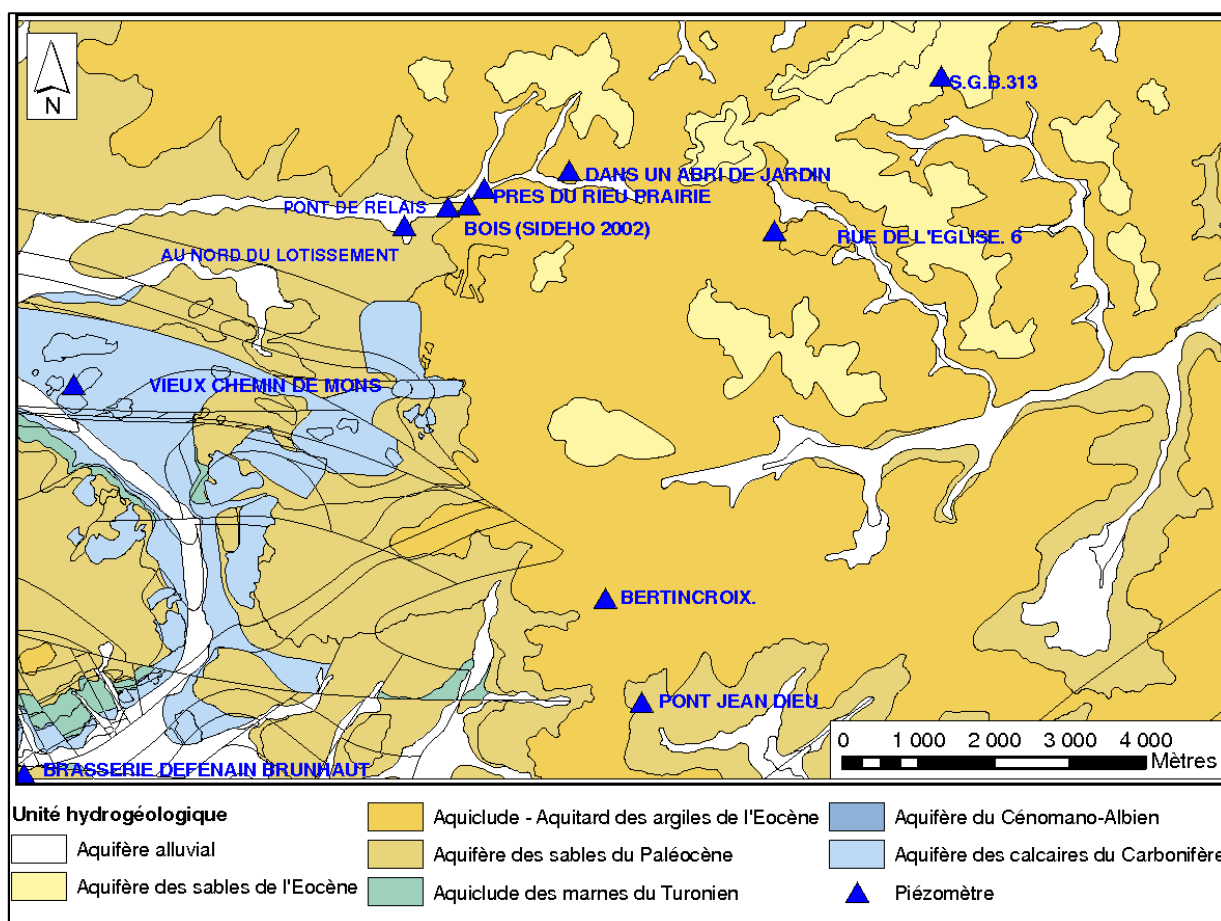 N
S.G.B.313
DANS UN ABRI DE JARDIN
PRES DU RIEU PRAIRIE
PONT DE RELAIS
BOIS (SIDEHO 2002)
RUE DE L'EGLISE. 6
AU NORD DU LOTISSEMENT
VIEUX CHEMIN DE MONS
BERTINCROIX.
PONT JEAN DIEU
0 1 000 2 000 3 000 4 000
Mètres
BRASSERIE DEFENAIN BRUNHAUT
Unité hydrogéologique
Aquifère alluvial
Aquifère des sables de l'Eocène
Aquiclude - Aquitard des argiles de l'Eocène
Aquifère des sables du Paléocène
Aquiclude des marnes du Turonien
Aquifère du Cénomano-Albien
Aquifère des calcaires du Carbonifère
Piézomètre